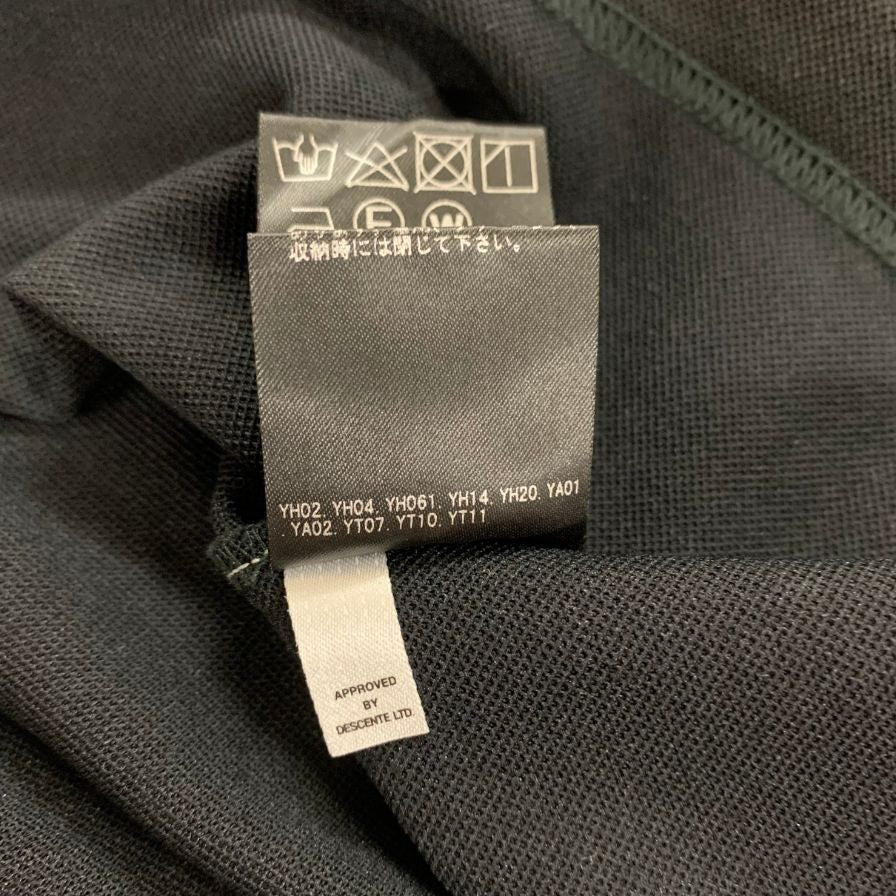 F W
収納時には閉じて下さい。
YH02. YH04. YH061. YH14. YH20. YA01
. YA02. YT07. YT10. YT11
APPROVED
BY
DESCENTE LTD.